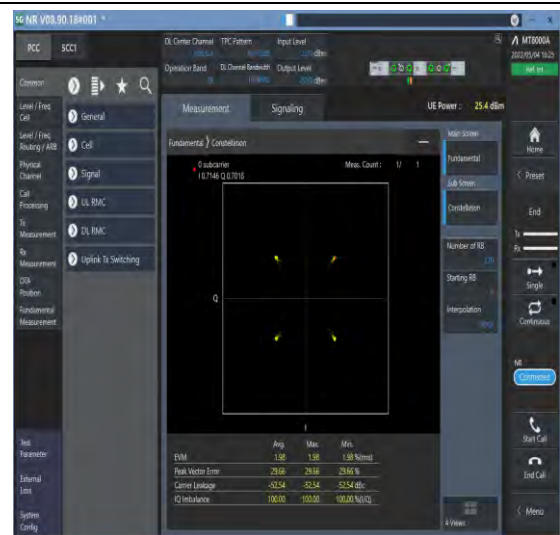 5G NR V03.90.18#001 *
PCC SCC1
DL Center Channel TPC Pattern Input Level
dBm
Operation Band DL Channel Bandwidth Output Level
dBm
MT8000A
2022/05/04
Measurement Signaling UE Power : 25.4 dBm
Common
Level / Freq
Cell
Level / Freq
Routing / ARB
Physical
Channel
Call
Processing
Tx
Measurement
Rx
Measurement
OTA
Position
Fundamental
Measurement
Test
Parameter
External
Loss
System
Config
General
Cell
Signal
UL RMC
DL RMC
Uplink Tx Switching
Fundamental Constellation
0 subcarrier Meas. Count : 1/ 1
I 0.7146 Q 0.7018
Q
I
Avg. Max. Min.
EVM 1.98 1.98 1.98 %(rms)
Peak Vector Error 29.66 29.66 29.66 %
Carrier Leakage -52.54 -52.54 -52.54 dBc
IQ Imbalance 100.00 100.00 100.00 %(I/Q)
Main Screen
Fundamental
Sub Screen
Constellation
Number of RB
Starting RB
Interpolation
4 Views
Home
Preset
End
Tx
Rx
Single
Continuous
NR
Connected
Start Call
End Call
Menu